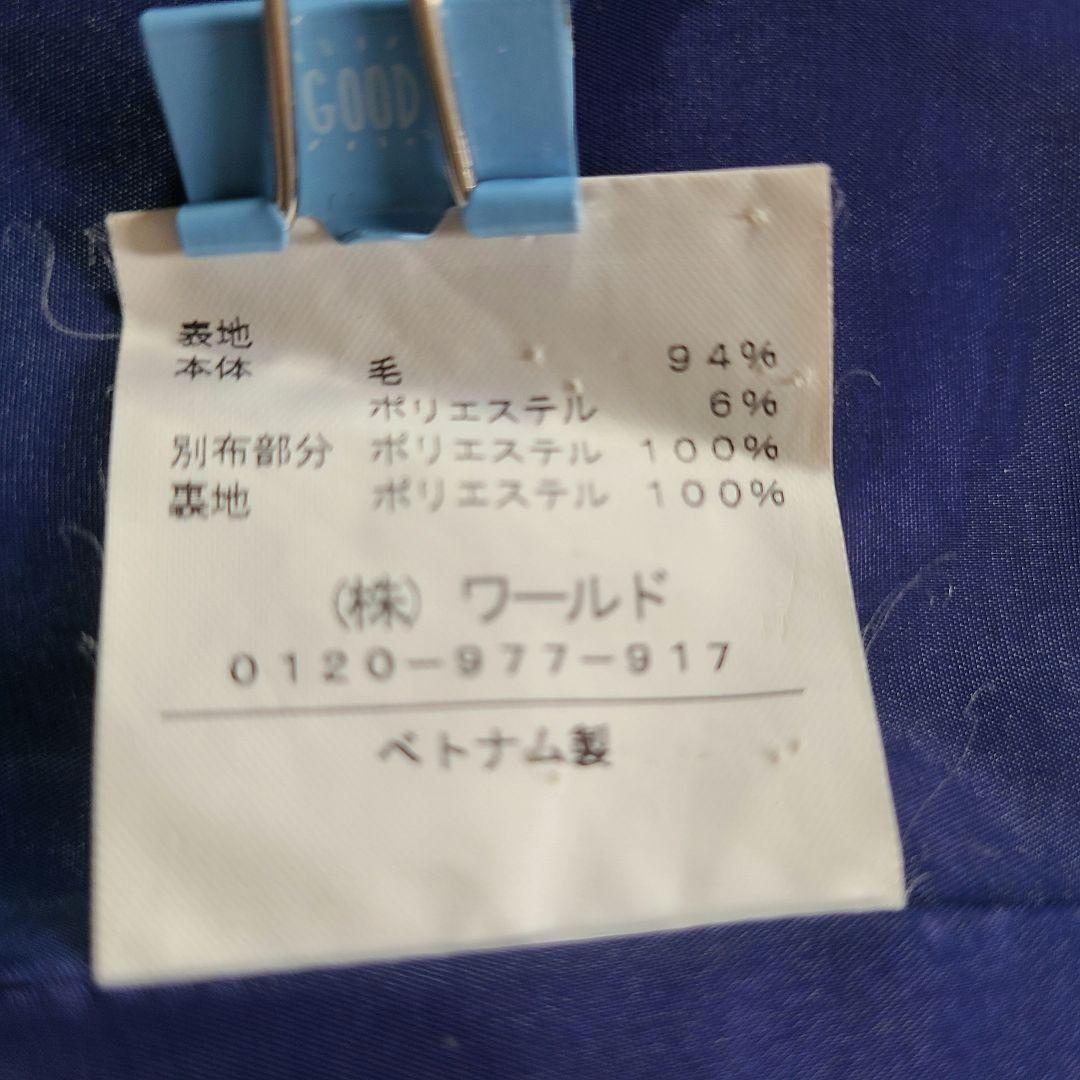 GOOD
表地
本体 毛 94%
ポリエステル 6%
別布部分 ポリエステル 100%
裏地 ポリエステル 100%
(株) ワールド
0120-977-917
ベトナム製